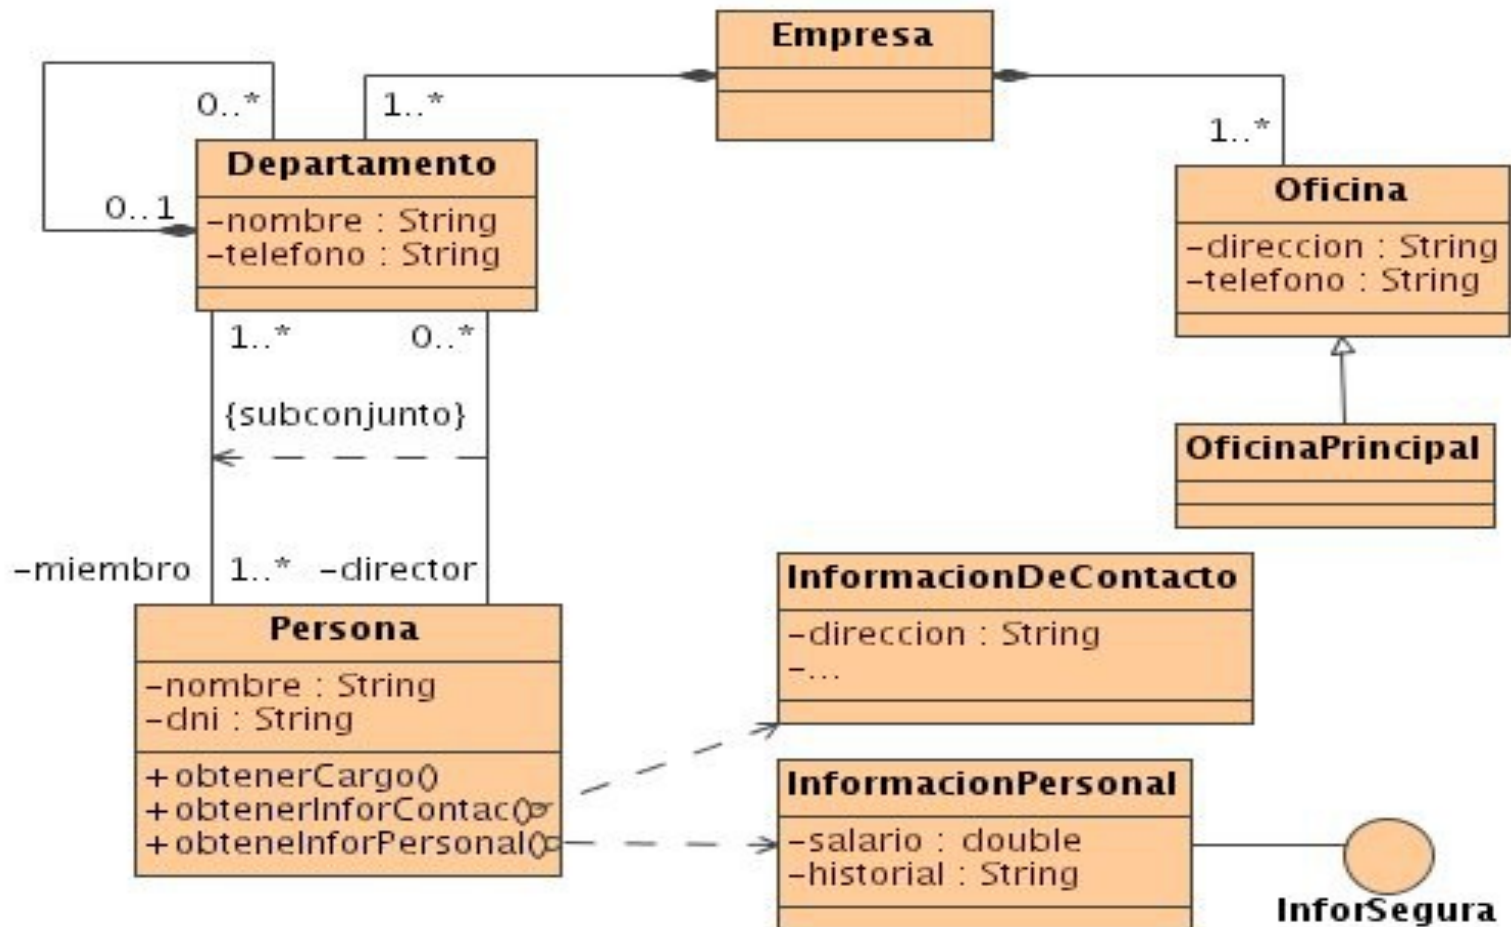 Empresa
0..*
1..*
1..*
Departamento
-nombre : String
-telefono : String
0..1
Oficina
-direccion : String
-telefono : String
1..*
0..*
{subconjunto}
OficinaPrincipal
-miembro
1..*
-director
Persona
-nombre : String
-dni : String
+obtenerCargo()
+obtenerInforContac()
+obteneInforPersonal()
InformacionDeContacto
-direccion : String
-...
InformacionPersonal
-salario : double
-historial : String
InforSegura